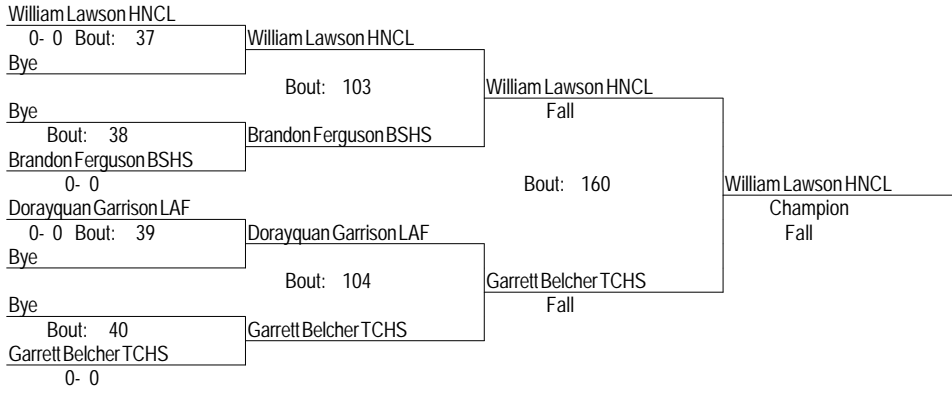 William Lawson HNCL
0- 0 Bout: 37
William Lawson HNCL
Bye
Bout: 103
William Lawson HNCL
Bye
Fall
Bout: 38
Brandon Ferguson BSHS
Brandon Ferguson BSHS
0- 0
Bout: 160
William Lawson HNCL
Dorayquan Garrison LAF
Champion
0- 0 Bout: 39
Dorayquan Garrison LAF
Fall
Bye
Bout: 104
Garrett Belcher TCHS
Bye
Fall
Bout: 40
Garrett Belcher TCHS
Garrett Belcher TCHS
0- 0